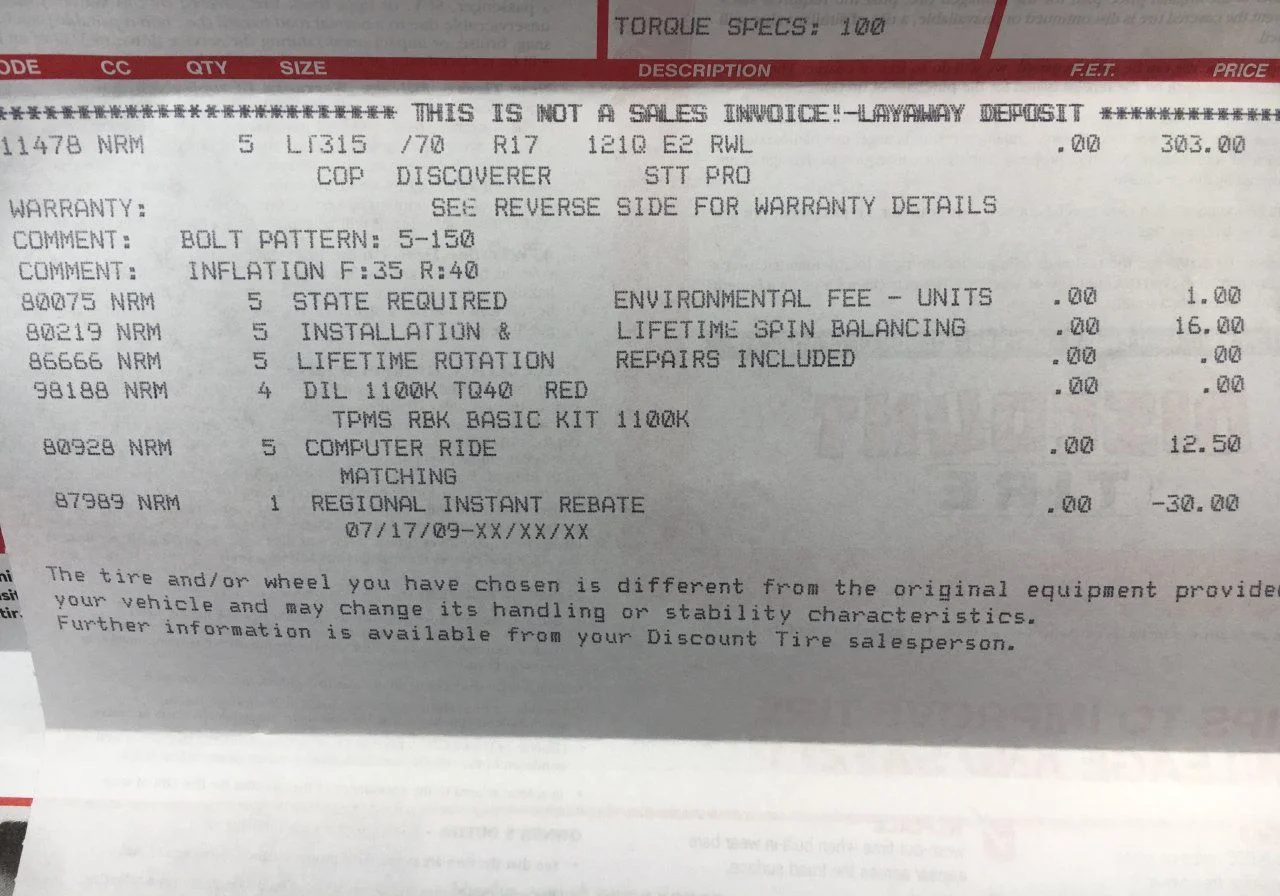 TORQUE SPECS: 100
ODE CC QTY SIZE DESCRIPTION F.E.T. PRICE
THIS IS NOT A SALES INVOICE!-LAYAWAY DEPOSIT
11478 NRM 5 LT315 /70 R17 121Q E2 RWL .00 303.00
COP DISCOVERER STT PRO
WARRANTY: SEE REVERSE SIDE FOR WARRANTY DETAILS
COMMENT: BOLT PATTERN: 5-150
COMMENT: INFLATION F:35 R:40
80075 NRM 5 STATE REQUIRED ENVIRONMENTAL FEE - UNITS .00 1.00
80219 NRM 5 INSTALLATION & LIFETIME SPIN BALANCING .00 16.00
86666 NRM 5 LIFETIME ROTATION REPAIRS INCLUDED .00 .00
98188 NRM 4 DIL 1100K TQ40 RED .00 .00
TPMS RBK BASIC KIT 1100K
80928 NRM 5 COMPUTER RIDE .00 12.50
MATCHING
87989 NRM 1 REGIONAL INSTANT REBATE .00 -30.00
07/17/09-XX/XX/XX
The tire and/or wheel you have chosen is different from the original equipment provided
your vehicle and may change its handling or stability characteristics.
Further information is available from your Discount Tire salesperson.